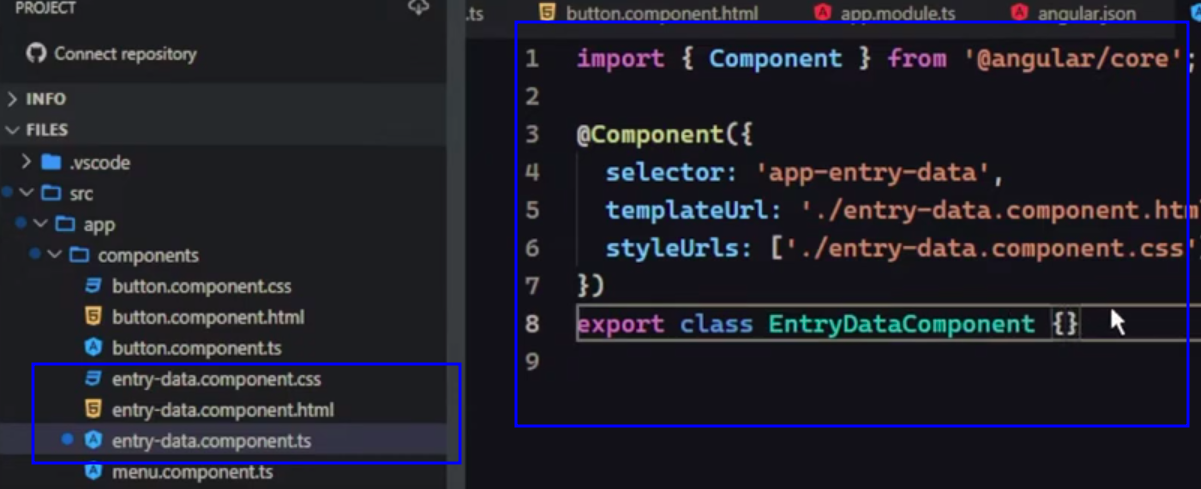 PROJECT
Connect repository
INFO
FILES
.vscode
src
app
components
button.component.css
button.component.html
button.component.ts
entry-data.component.css
entry-data.component.html
entry-data.component.ts
menu.component.ts
.ts button.component.html app.module.ts angular.json
1 import { Component } from '@angular/core';
2
3 @Component({
4 selector: 'app-entry-data',
5 templateUrl: './entry-data.component.htm
6 styleUrls: ['./entry-data.component.css'
7 })
8 export class EntryDataComponent {}
9